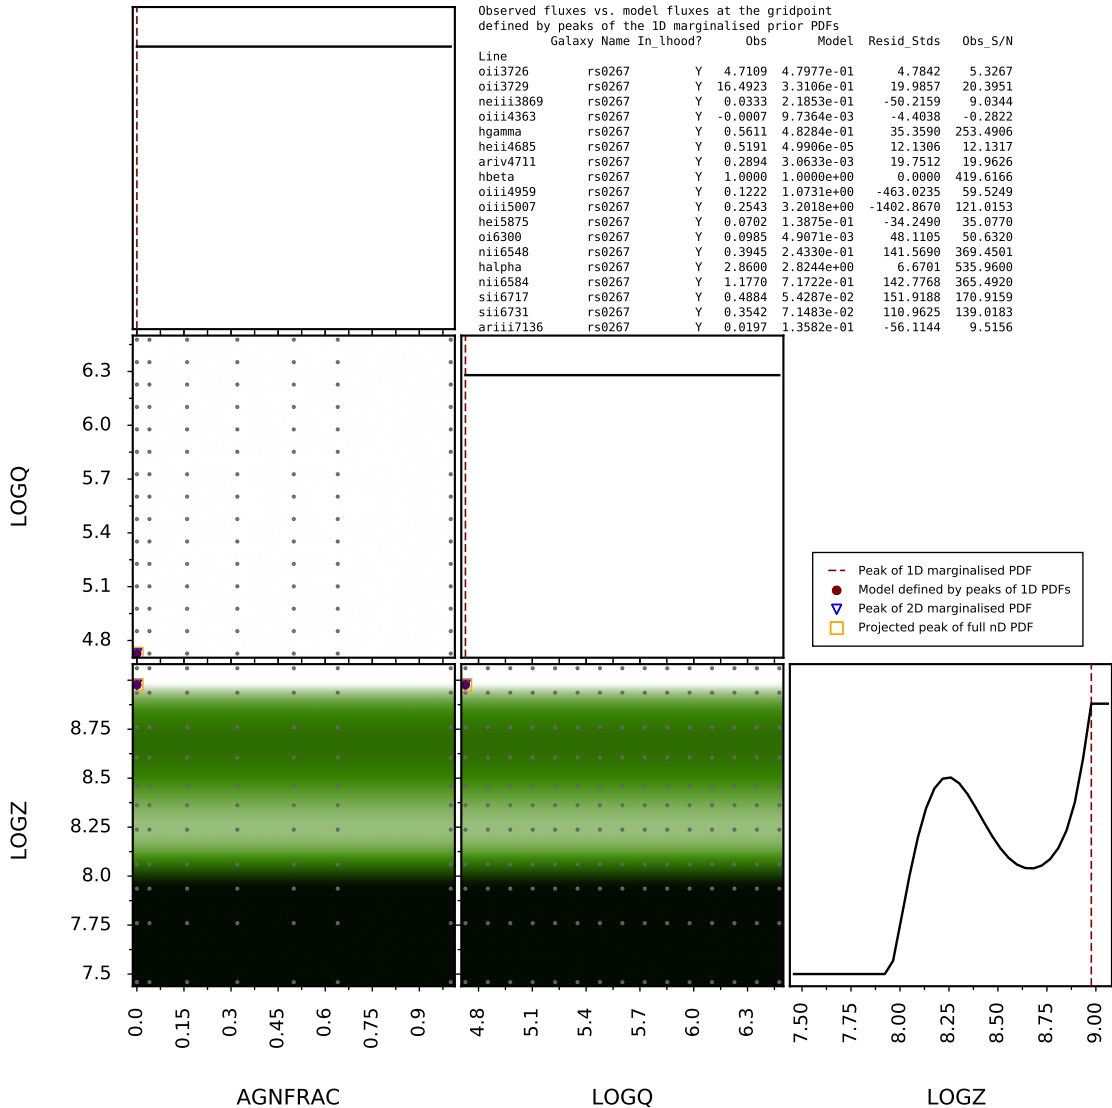 Observed fluxes vs. model fluxes at the gridpoint
defined by peaks of the 1D marginalised prior PDFs
Galaxy Name In_lhood? Obs Model Resid_Stds Obs_S/N
Line
oii3726 rs0267 Y 4.7109 4.7977e-01 4.7842 5.3267
oii3729 rs0267 Y 16.4923 3.3106e-01 19.9857 20.3951
neiii3869 rs0267 Y 0.0333 2.1853e-01 -50.2159 9.0344
oiii4363 rs0267 Y -0.0007 9.7364e-03 -4.4038 -0.2822
hgamma rs0267 Y 0.5611 4.8284e-01 35.3590 253.4906
heii4685 rs0267 Y 0.5191 4.9906e-05 12.1306 12.1317
ariv4711 rs0267 Y 0.2894 3.0633e-03 19.7512 19.9626
hbeta rs0267 Y 1.0000 1.0000e+00 0.0000 419.6166
oiii4959 rs0267 Y 0.1222 1.0731e+00 -463.0235 59.5249
oiii5007 rs0267 Y 0.2543 3.2018e+00 -1402.8670 121.0153
hei5875 rs0267 Y 0.0702 1.3875e-01 -34.2490 35.0770
oi6300 rs0267 Y 0.0985 4.9071e-03 48.1105 50.6320
nii6548 rs0267 Y 0.3945 2.4330e-01 141.5690 369.4501
halpha rs0267 Y 2.8600 2.8244e+00 6.6701 535.9600
nii6584 rs0267 Y 1.1770 7.1722e-01 142.7768 365.4920
sii6717 rs0267 Y 0.4884 5.4287e-02 151.9188 170.9159
sii6731 rs0267 Y 0.3542 7.1483e-02 110.9625 139.0183
ariii7136 rs0267 Y 0.0197 1.3582e-01 -56.1144 9.5156
6.3
6.0
5.7
5.4
5.1
4.8
LOGQ
Peak of 1D marginalised PDF
Model defined by peaks of 1D PDFs
Peak of 2D marginalised PDF
Projected peak of full nD PDF
8.75
8.5
8.25
8.0
7.75
7.5
LOGZ
0.0 0.15 0.3 0.45 0.6 0.75 0.9
4.8 5.1 5.4 5.7 6.0 6.3
7.50 7.75 8.00 8.25 8.50 8.75 9.00
AGNFRAC LOGQ LOGZ